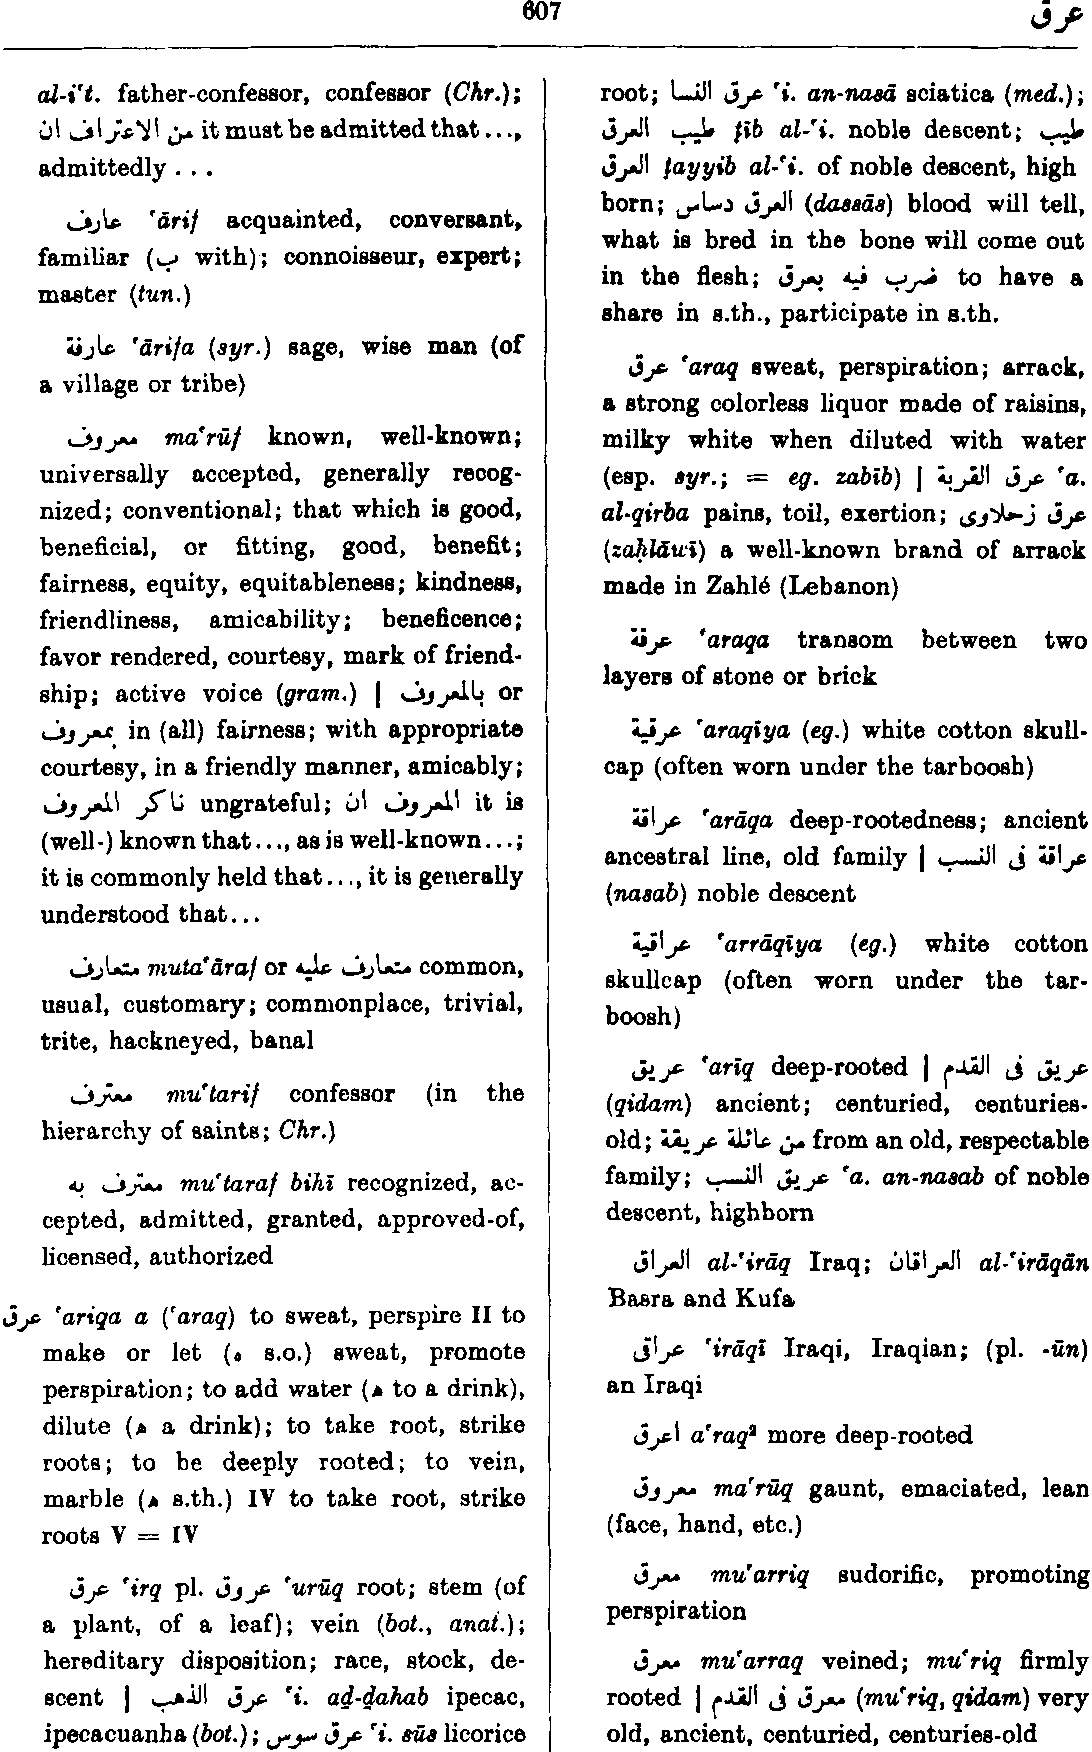 607
عرق
al-i‘t. father-confessor, confessor (Chr.);
من الاعتراف ان it must be admitted that ...,
admittedly ...
عارف ‘ārif acquainted, conversant,
familiar (ب with); connoisseur, expert;
master (tun.)
عارفة ‘ārifa (syr.) sage, wise man (of
a village or tribe)
معروف ma‘rūf known, well-known;
universally accepted, generally recog-
nized; conventional; that which is good,
beneficial, or fitting, good, benefit;
fairness, equity, equitableness; kindness,
friendliness, amicability; beneficence;
favor rendered, courtesy, mark of friend-
ship; active voice (gram.) | بالمعروف or
بمعروف in (all) fairness; with appropriate
courtesy, in a friendly manner, amicably;
ناكر المعروف ungrateful; المعروف ان it is
(well-) known that ..., as is well-known ...;
it is commonly held that ..., it is generally
understood that ...
متعارف muta‘āraf or متعارف عليه common,
usual, customary; commonplace, trivial,
trite, hackneyed, banal
معترف mu‘tarif confessor (in the
hierarchy of saints; Chr.)
معترف به mu‘taraf bihī recognized, ac-
cepted, admitted, granted, approved-of,
licensed, authorized
عرق ‘ariqa a (‘araq) to sweat, perspire II to
make or let (ه s.o.) sweat, promote
perspiration; to add water (ه to a drink),
dilute (ه a drink); to take root, strike
roots; to be deeply rooted; to vein,
marble (ه s.th.) IV to take root, strike
roots V = IV
عرق ‘irq pl. عروق ‘urūq root; stem (of
a plant, of a leaf); vein (bot., anat.);
hereditary disposition; race, stock, de-
scent | عرق الذهب ‘i. aḏ-ḏahab ipecac,
ipecacuanha (bot.); عرق سوس ‘i. sūs licorice
root; عرق النسا ‘i. an-nasā sciatica (med.);
طيب العرق ṭīb al-‘i. noble descent; طيب
العرق ṭayyib al-‘i. of noble descent, high
born; العرق دساس (dassās) blood will tell,
what is bred in the bone will come out
in the flesh; ضرب فيه بعرق to have a
share in s.th., participate in s.th.
عرق ‘araq sweat, perspiration; arrack,
a strong colorless liquor made of raisins,
milky white when diluted with water
(esp. syr.; = eg. zabīb) | عرق القربة ‘a.
al-qirba pains, toil, exertion; عرق زحلاوى
(zaḥlāwī) a well-known brand of arrack
made in Zahlé (Lebanon)
عرقة ‘araqa transom between two
layers of stone or brick
عرقية ‘araqīya (eg.) white cotton skull-
cap (often worn under the tarboosh)
عراقة ‘arāqa deep-rootedness; ancient
ancestral line, old family | عراقة فى النسب
(nasab) noble descent
عراقية ‘arrāqīya (eg.) white cotton
skullcap (often worn under the tar-
boosh)
عريق ‘arīq deep-rooted | عريق فى القدم
(qidam) ancient; centuried, centuries-
old; من عائلة عريقة from an old, respectable
family; عريق النسب ‘a. an-nasab of noble
descent, highborn
العراق al-‘irāq Iraq; العراقان al-‘irāqān
Basra and Kufa
عراقى ‘irāqī Iraqi, Iraqian; (pl. -ūn)
an Iraqi
اعرق a‘raq² more deep-rooted
معروق ma‘rūq gaunt, emaciated, lean
(face, hand, etc.)
معرق mu‘arriq sudorific, promoting
perspiration
معرق mu‘arraq veined; mu‘riq firmly
rooted | معرق فى القدم (mu‘riq, qidam) very
old, ancient, centuried, centuries-old